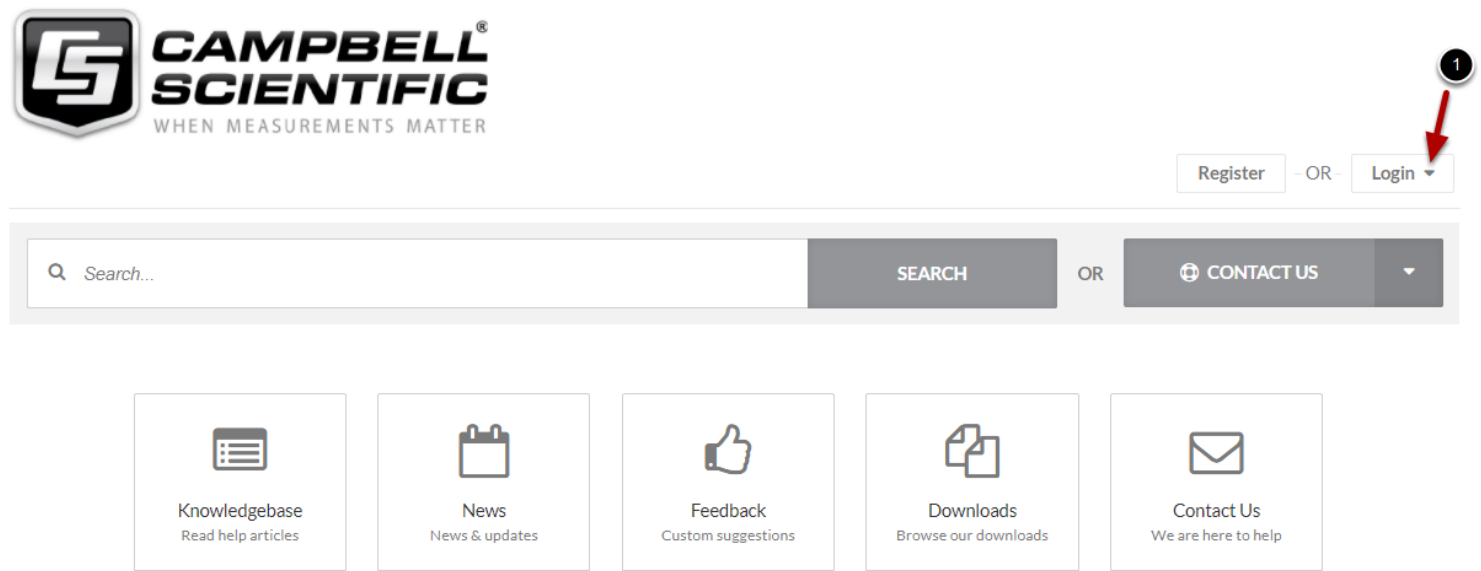 CAMPBELL®
SCIENTIFIC
WHEN MEASUREMENTS MATTER
1
Register - OR - Login
Search... SEARCH OR CONTACT US
Knowledgebase
Read help articles
News
News & updates
Feedback
Custom suggestions
Downloads
Browse our downloads
Contact Us
We are here to help